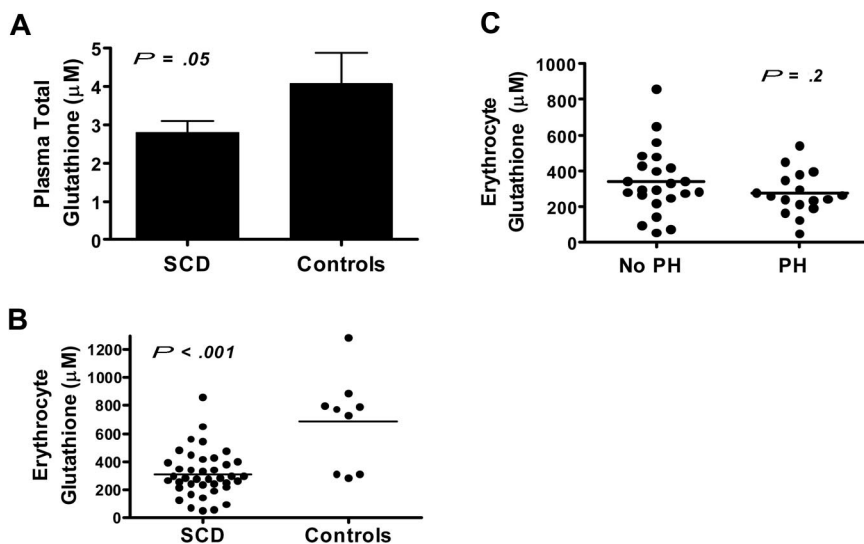 A
Plasma Total
Glutathione (µM)
P = .05
5
4
3
2
1
0
SCD
Controls
B
Erythrocyte
Glutathione (µM)
P < .001
1200
1000
800
600
400
200
0
SCD
Controls
C
Erythrocyte
Glutathione (µM)
P = .2
1000
800
600
400
200
0
No PH
PH